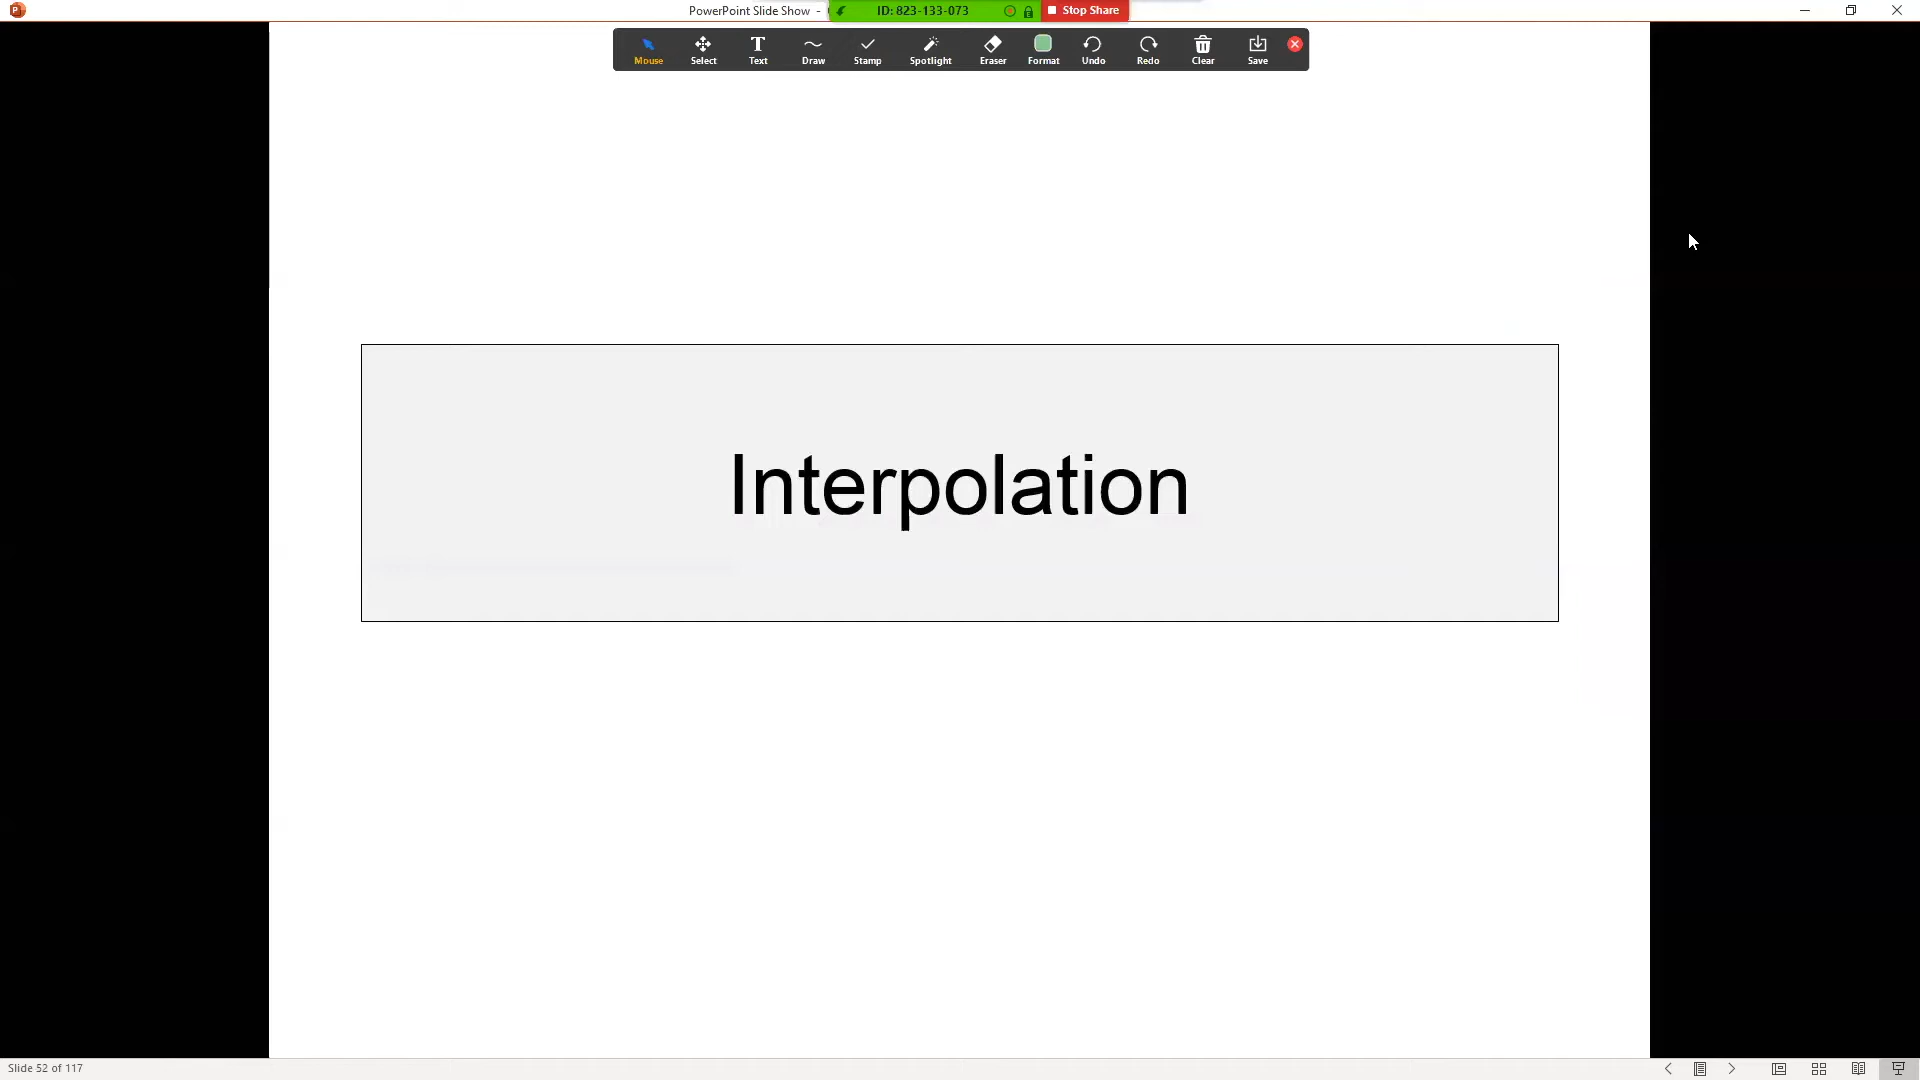 PowerPoint Slide Show -
ID: 823-133-073
Stop Share
Mouse Select Text Draw Stamp Spotlight Eraser Format Undo Redo Clear Save
Interpolation
Slide 52 of 117